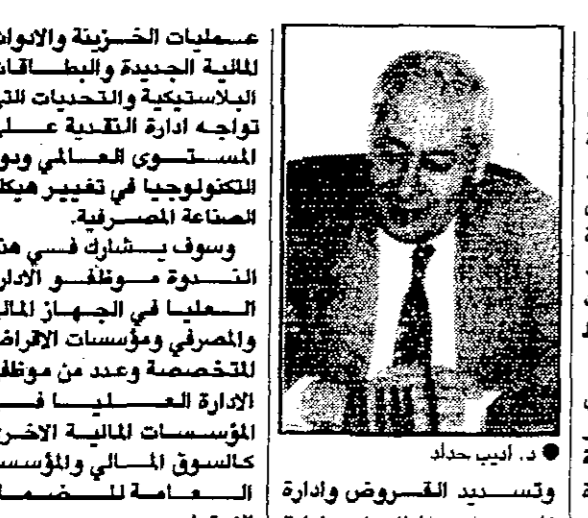 ● د. اديب حداد
وتسديد القروض وادارة
عمليات الخزينة والادوات
المالية الجديدة والبطاقات
البلاستيكية والتحديات التي
تواجه ادارة النقدية على
المستوى العالمي ودور
التكنولوجيا في تغيير هيكل
الصناعة المصرفية.
وسوف يشارك في هذه
الندوة موظفو الادارة
العليا في الجهاز المالي
والمصرفي ومؤسسات الاقراض
المتخصصة وعدد من موظفي
الادارة العليا في
المؤسسات المالية الاخرى
كالسوق المالي والمؤسسة
العامة للضمان